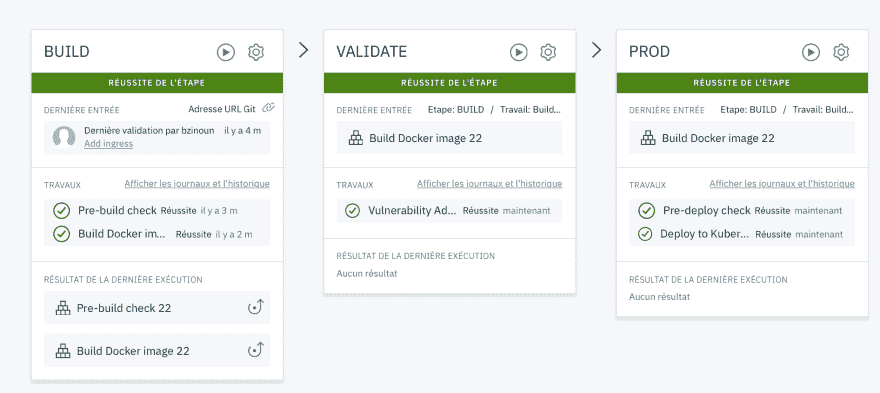 BUILD
RÉUSSITE DE L'ÉTAPE
DERNIÈRE ENTRÉE Adresse URL Git
Dernière validation par bzinoun il y a 4 m
Add ingress
TRAVAUX Afficher les journaux et l'historique
Pre-build check Réussite il y a 3 m
Build Docker im... Réussite il y a 2 m
RÉSULTAT DE LA DERNIÈRE EXÉCUTION
Pre-build check 22
Build Docker image 22
VALIDATE
RÉUSSITE DE L'ÉTAPE
DERNIÈRE ENTRÉE Etape: BUILD / Travail: Build...
Build Docker image 22
TRAVAUX Afficher les journaux et l'historique
Vulnerability Ad... Réussite maintenant
RÉSULTAT DE LA DERNIÈRE EXÉCUTION
Aucun résultat
PROD
RÉUSSITE DE L'ÉTAPE
DERNIÈRE ENTRÉE Etape: BUILD / Travail: Build...
Build Docker image 22
TRAVAUX Afficher les journaux et l'historique
Pre-deploy check Réussite maintenant
Deploy to Kuber... Réussite maintenant
RÉSULTAT DE LA DERNIÈRE EXÉCUTION
Aucun résultat